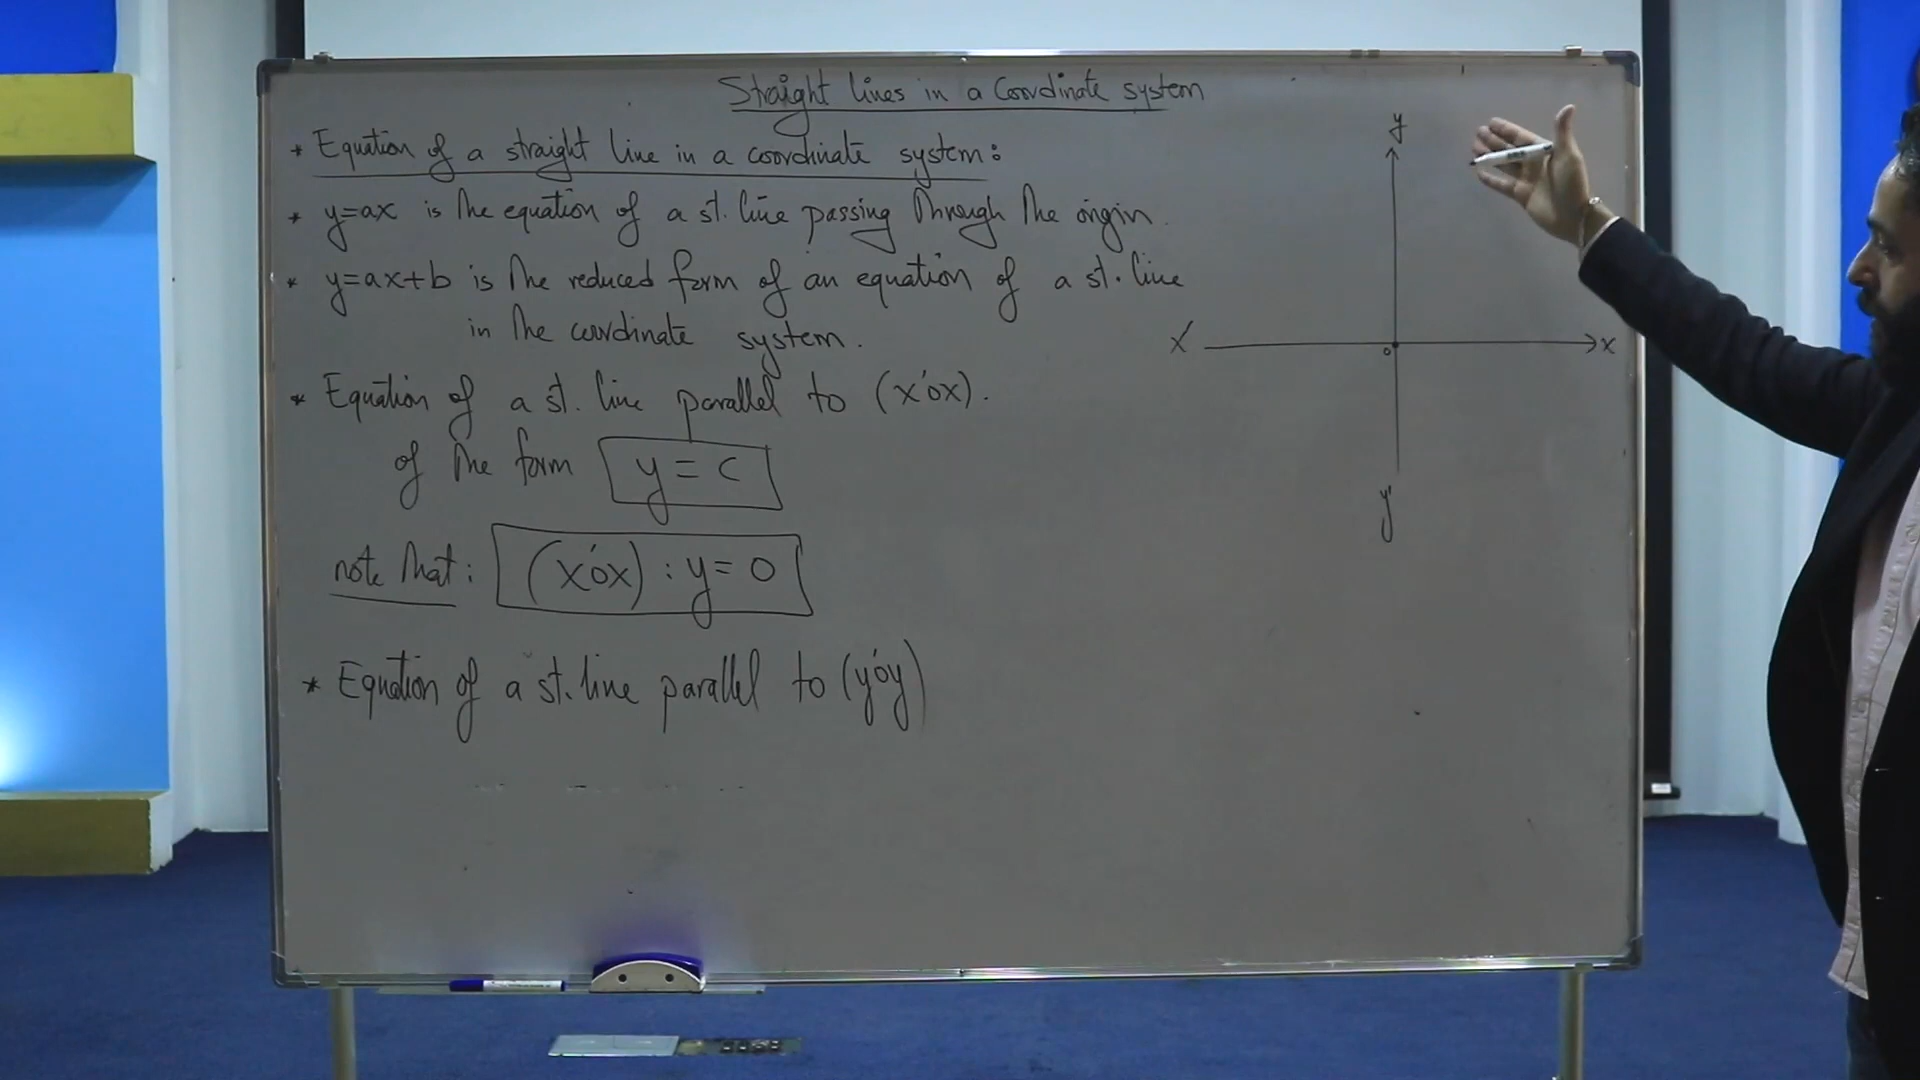 Straight lines in a Coordinate system
* Equation of a straight line in a coordinate system:
* y=ax is the equation of a st. line passing through the origin.
* y=ax+b is the reduced form of an equation of a st. line
in the coordinate system.
* Equation of a st. line parallel to (x'ox).
of the form y = c
note that: (x'ox) : y = 0
* Equation of a st. line parallel to (y'oy)
y
x'
o
x
y'